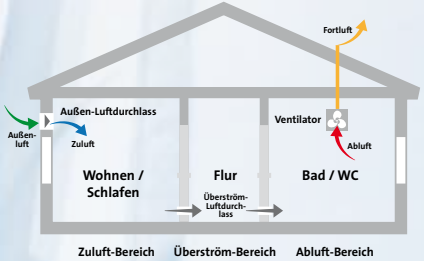 Fortluft
Außen-Luftdurchlass
Ventilator
Außen-
luft
Zuluft
Abluft
Wohnen /
Schlafen
Flur
Bad / WC
Überström-
Luftdurch-
lass
Zuluft-Bereich
Überström-Bereich
Abluft-Bereich